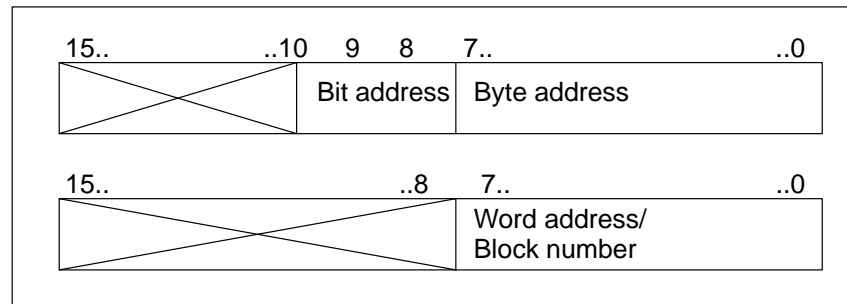 15.. ..10 9 8 7.. ..0
Bit address Byte address
15.. ..8 7.. ..0
Word address/
Block number